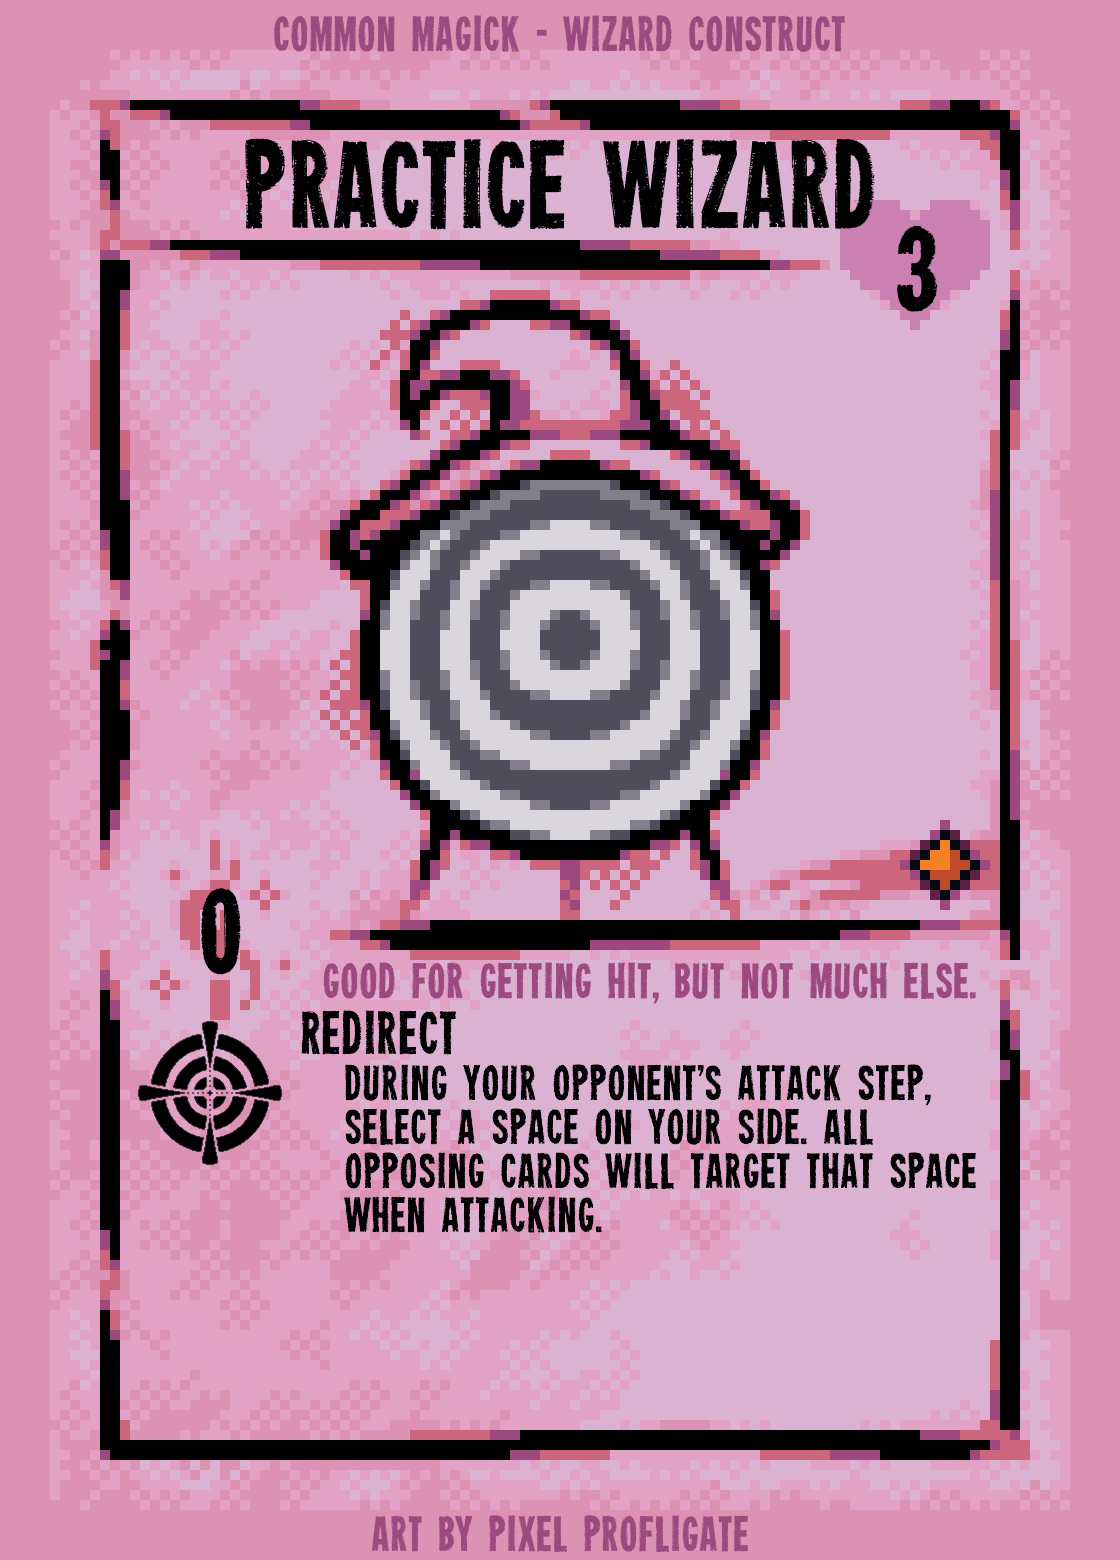 COMMON MAGICK - WIZARD CONSTRUCT
PRACTICE WIZARD
3
0
GOOD FOR GETTING HIT, BUT NOT MUCH ELSE.
REDIRECT
DURING YOUR OPPONENT'S ATTACK STEP,
SELECT A SPACE ON YOUR SIDE. ALL
OPPOSING CARDS WILL TARGET THAT SPACE
WHEN ATTACKING.
ART BY PIXEL PROFLIGATE